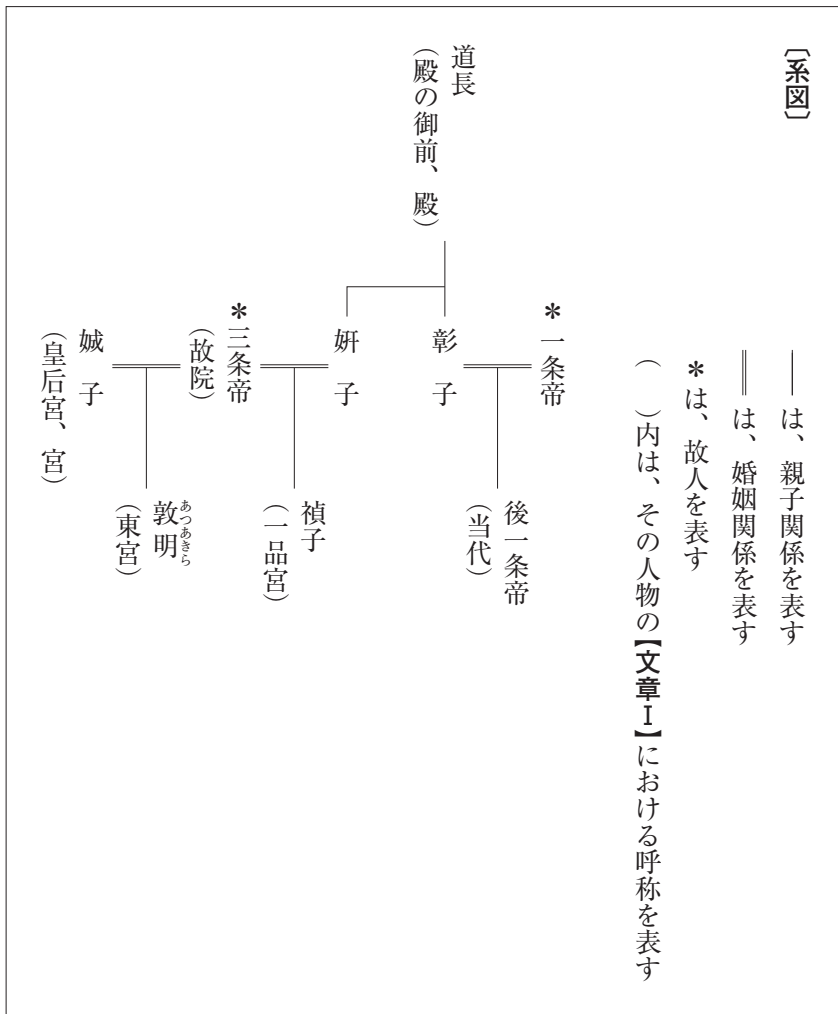 〔系図〕
―は、親子関係を表す
＝は、婚姻関係を表す
＊は、故人を表す
（　）内は、その人物の【文章Ⅰ】における呼称を表す
＊一条帝
彰子
後一条帝
（当代）
道長
（殿の御前、殿）
妍子
禎子
（一品宮）
＊三条帝
（故院）
敦明
あつあきら
（東宮）
娍子
（皇后宮、宮）